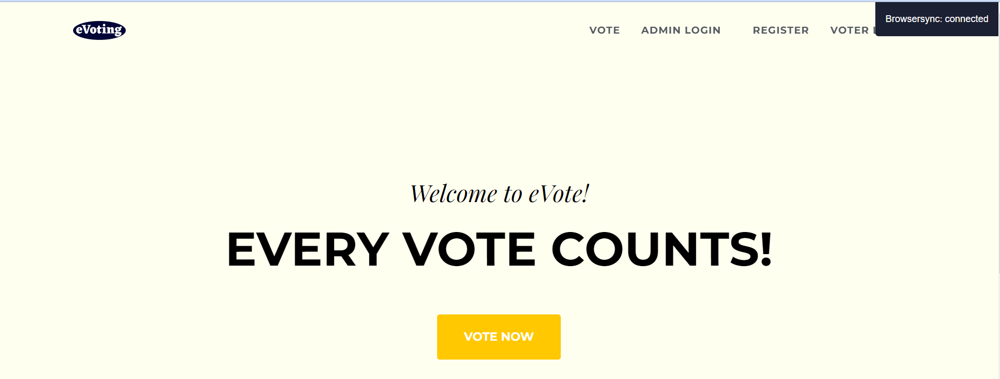 eVoting
VOTE ADMIN LOGIN REGISTER VOTER
Browsersync: connected
Welcome to eVote!
EVERY VOTE COUNTS!
VOTE NOW